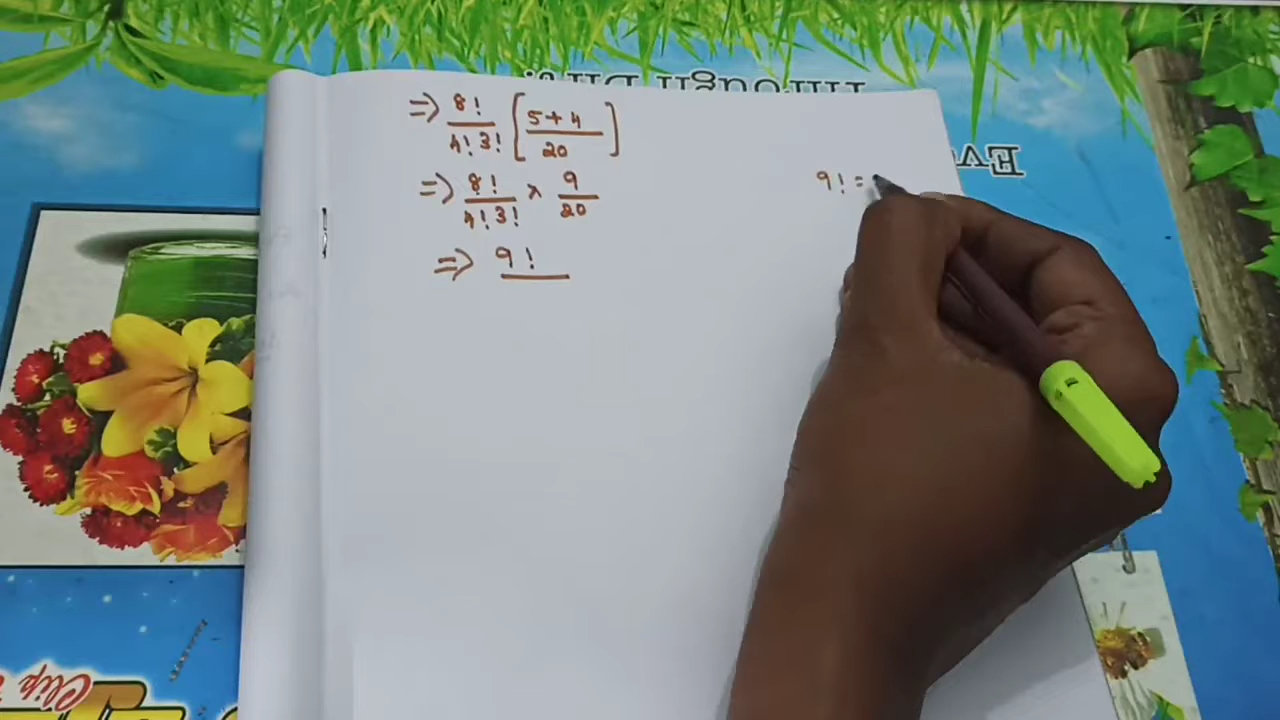 ⇒ 8!/4!3! [5+4/20]
⇒ 8!/4!3! × 9/20
9! =
⇒ 9!